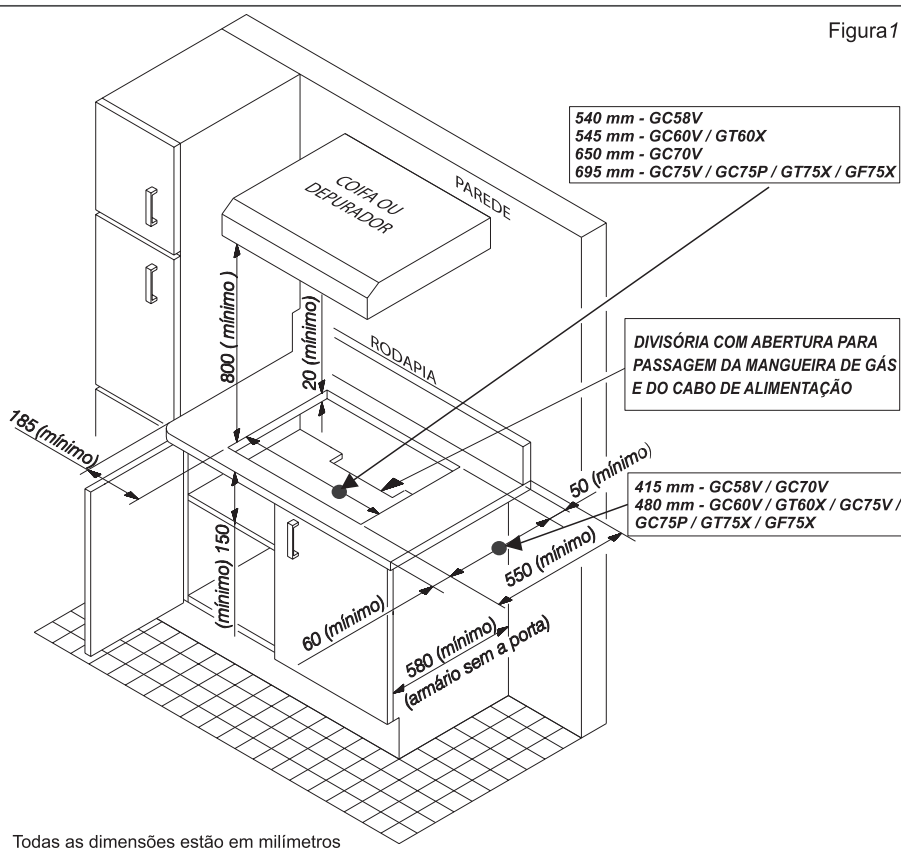 Figura1
540 mm - GC58V
545 mm - GC60V / GT60X
650 mm - GC70V
695 mm - GC75V / GC75P / GT75X / GF75X
PAREDE
COIFA OU
DEPURADOR
800 ( mínimo )
20 (mínimo)
RODAPIA
DIVISÓRIA COM ABERTURA PARA
PASSAGEM DA MANGUEIRA DE GÁS
E DO CABO DE ALIMENTAÇÃO
185 (mínimo)
50 (mínimo)
415 mm - GC58V / GC70V
480 mm - GC60V / GT60X / GC75V /
GC75P / GT75X / GF75X
(mínimo) 150
550 (mínimo)
60 (mínimo)
580 (mínimo)
(armário sem a porta)
Todas as dimensões estão em milímetros